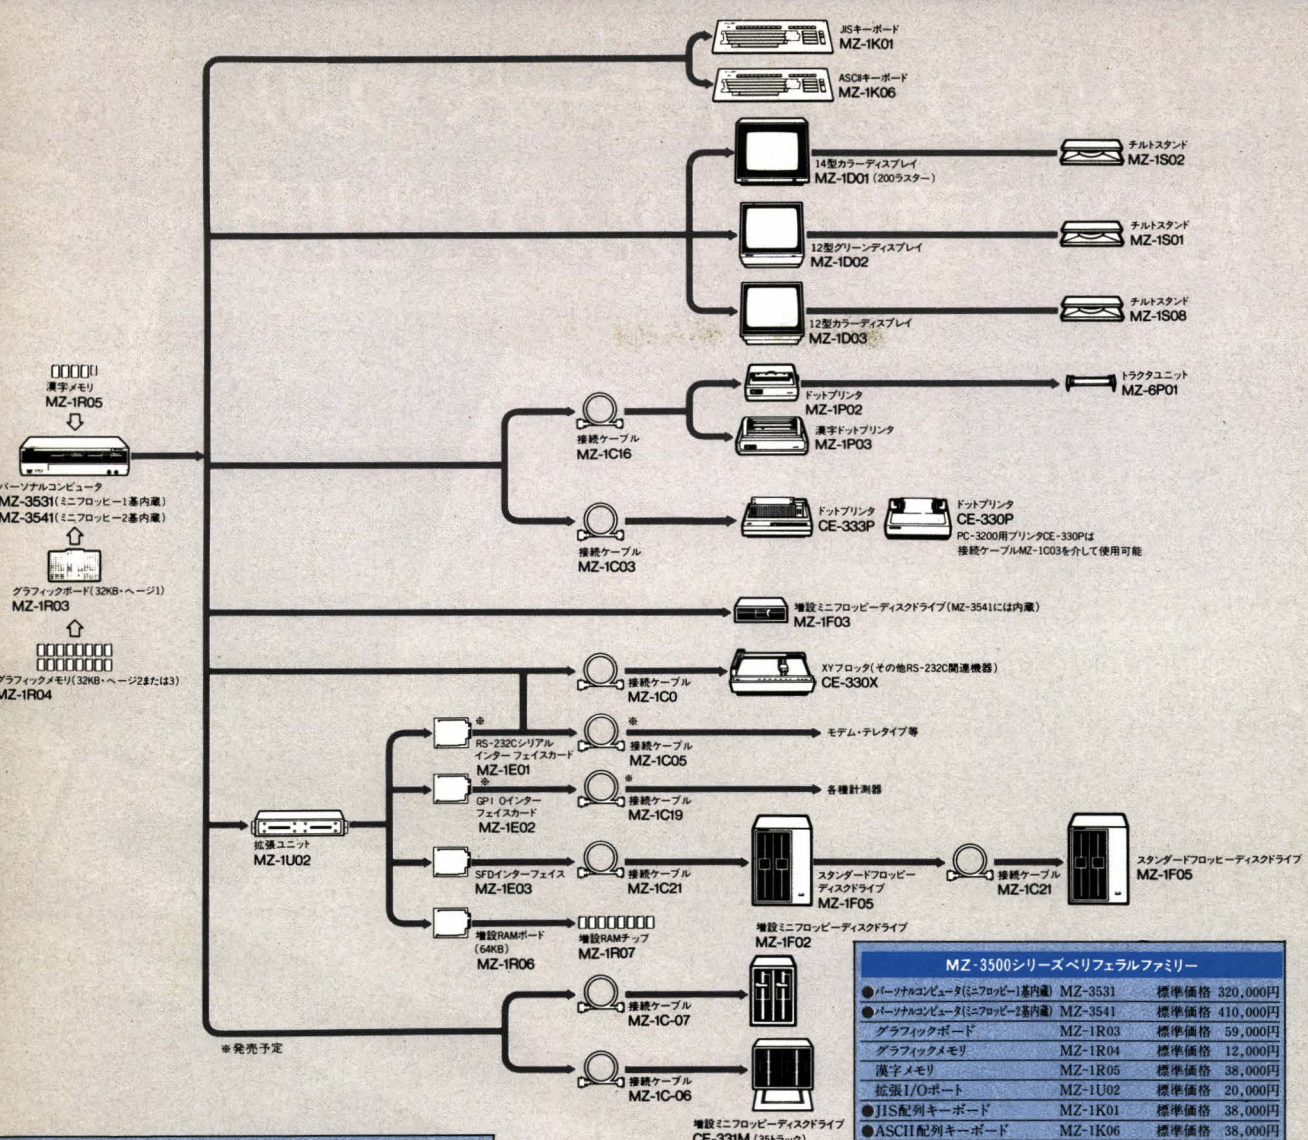 JISキーボード
MZ-1K01
ASCIIキーボード
MZ-1K06
14型カラーディスプレイ
MZ-1D01(200ラスター)
チルトスタンド
MZ-1S02
12型グリーンディスプレイ
MZ-1D02
チルトスタンド
MZ-1S01
12型カラーディスプレイ
MZ-1D03
チルトスタンド
MZ-1S08
漢字メモリ
MZ-1R05
パーソナルコンピュータ
MZ-3531(ミニフロッピー1基内蔵)
MZ-3541(ミニフロッピー2基内蔵)
グラフィックボード(32KB・ページ1)
MZ-1R03
グラフィックメモリ(32KB・ページ2または3)
MZ-1R04
接続ケーブル
MZ-1C16
ドットプリンタ
MZ-1P02
トラクタユニット
MZ-6P01
漢字ドットプリンタ
MZ-1P03
接続ケーブル
MZ-1C03
ドットプリンタ
CE-333P
ドットプリンタ
CE-330P
PC-3200用プリンタCE-330Pは
接続ケーブルMZ-1C03を介して使用可能
増設ミニフロッピーディスクドライブ(MZ-3541には内蔵)
MZ-1F03
接続ケーブル
MZ-1C0
XYプロッタ(その他RS-232C関連機器)
CE-330X
※
RS-232Cシリアル
インターフェイスカード
MZ-1E01
※
接続ケーブル
MZ-1C05
モデム・テレタイプ等
※
GPI Oインター
フェイスカード
MZ-1E02
※
接続ケーブル
MZ-1C19
各種計測器
拡張ユニット
MZ-1U02
SFDインターフェイス
MZ-1E03
接続ケーブル
MZ-1C21
スタンダードフロッピー
ディスクドライブ
MZ-1F05
接続ケーブル
MZ-1C21
スタンダードフロッピーディスクドライブ
MZ-1F05
増設RAMボード
(64KB)
MZ-1R06
増設RAMチップ
MZ-1R07
増設ミニフロッピーディスクドライブ
MZ-1F02
接続ケーブル
MZ-1C-07
接続ケーブル
MZ-1C-06
増設ミニフロッピーディスクドライブ
CE-331M(35トラック)
※発売予定
MZ-3500シリーズペリフェラルファミリー
●パーソナルコンピュータ(ミニフロッピー1基内蔵) MZ-3531 標準価格 320,000円
●パーソナルコンピュータ(ミニフロッピー2基内蔵) MZ-3541 標準価格 410,000円
グラフィックボード MZ-1R03 標準価格 59,000円
グラフィックメモリ MZ-1R04 標準価格 12,000円
漢字メモリ MZ-1R05 標準価格 38,000円
拡張I/Oポート MZ-1U02 標準価格 20,000円
●JIS配列キーボード MZ-1K01 標準価格 38,000円
●ASCII配列キーボード MZ-1K06 標準価格 38,000円